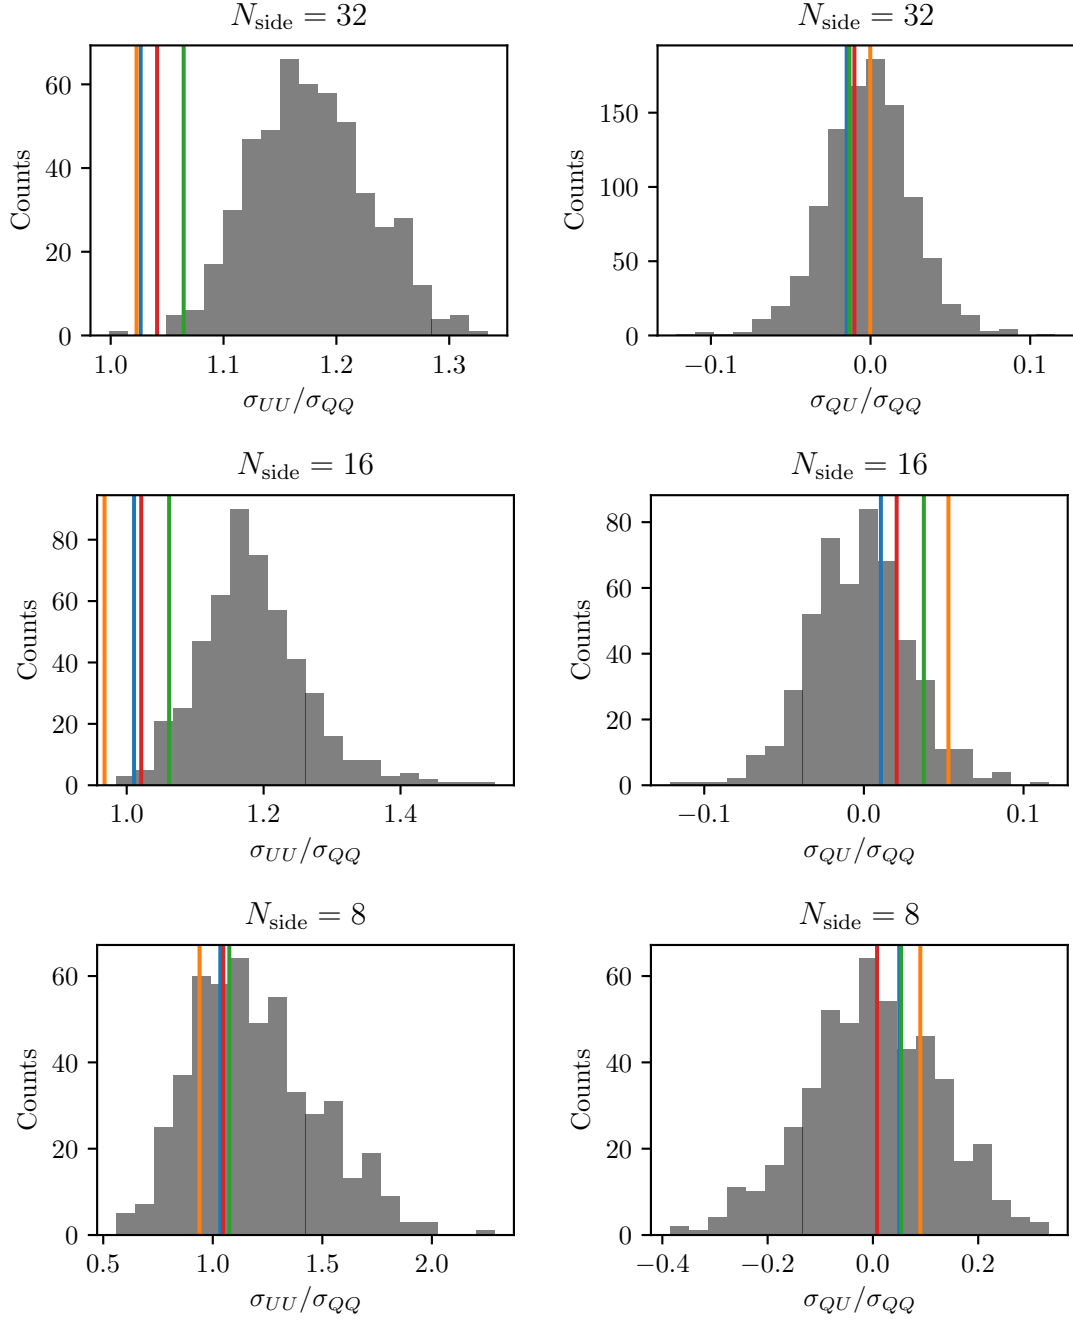 N_side = 32
N_side = 32
Counts
60
40
20
0
1.0 1.1 1.2 1.3
σ_UU/σ_QQ
Counts
150
100
50
0
−0.1 0.0 0.1
σ_QU/σ_QQ
N_side = 16
N_side = 16
Counts
80
60
40
20
0
1.0 1.2 1.4
σ_UU/σ_QQ
Counts
80
60
40
20
0
−0.1 0.0 0.1
σ_QU/σ_QQ
N_side = 8
N_side = 8
Counts
60
40
20
0
0.5 1.0 1.5 2.0
σ_UU/σ_QQ
Counts
60
40
20
0
−0.4 −0.2 0.0 0.2
σ_QU/σ_QQ